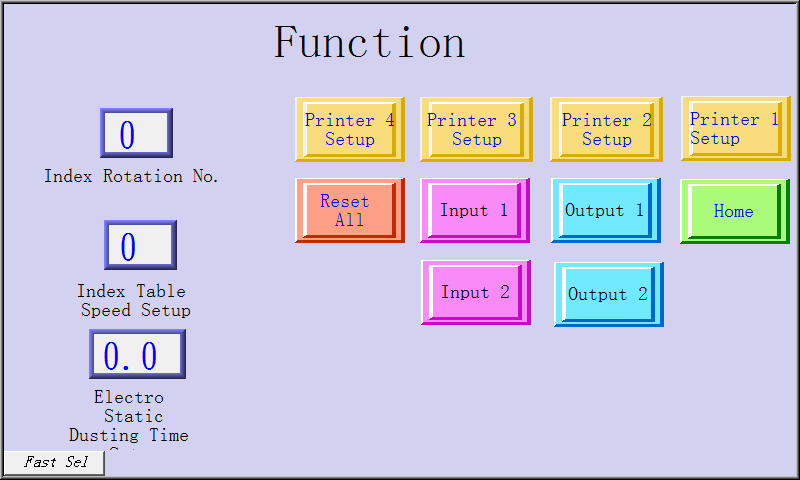 Function
0
Index Rotation No.
0
Index Table
Speed Setup
0.0
Electro
Static
Dusting Time
Fast Sel
Printer 4
Setup
Printer 3
Setup
Printer 2
Setup
Printer 1
Setup
Reset
All
Input 1
Output 1
Home
Input 2
Output 2